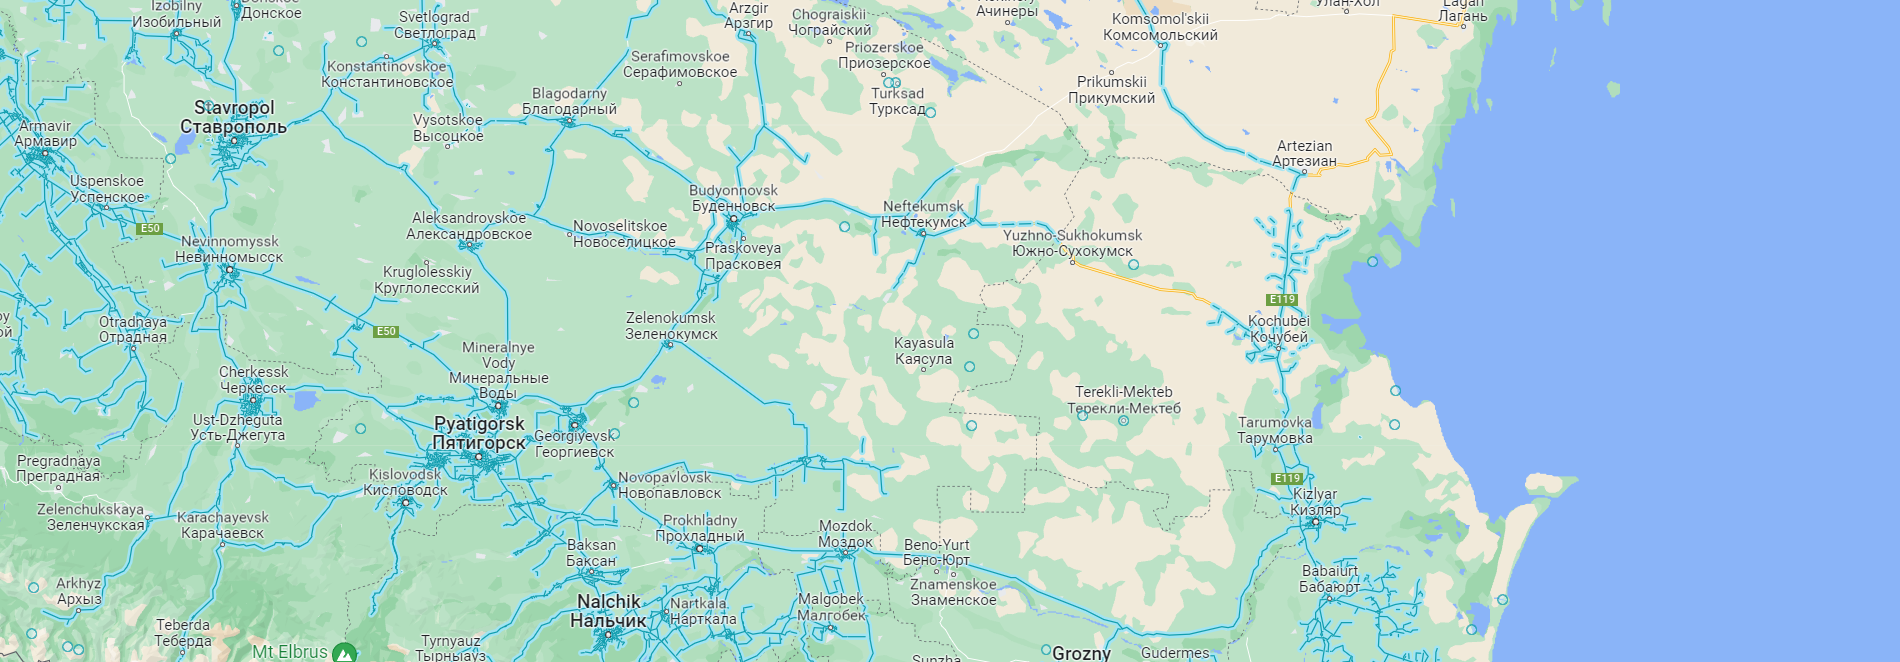 Izobilny
Изобильный
Донское
Svetlograd
Светлоград
Arzgir
Арзгир
Chograiskii
Чограйский
Ачинеры
Komsomol'skii
Комсомольский
Улан-Хол
Lagan
Лагань
Konstantinovskoe
Константиновское
Serafimovskoe
Серафимовское
Priozerskoe
Приозерское
Turksad
Турксад
Prikumskii
Прикумский
Stavropol
Ставрополь
Armavir
Армавир
Vysotskoe
Высоцкое
Blagodarny
Благодарный
Artezian
Артезиан
Uspenskoe
Успенское
E50
Aleksandrovskoe
Александровское
Novoselitskoe
Новоселицкое
Budyonnovsk
Буденновск
Praskoveya
Прасковея
Neftekumsk
Нефтекумск
Yuzhno-Sukhokumsk
Южно-Сухокумск
Nevinnomyssk
Невинномысск
Kruglolesskiy
Круглолесский
E119
Otradnaya
Отрадная
E50
Zelenokumsk
Зеленокумск
Kayasula
Каясула
Kochubei
Кочубей
Mineralnye
Vody
Минеральные
Воды
Cherkessk
Черкесск
Terekli-Mekteb
Терекли-Мектеб
Ust-Dzheguta
Усть-Джегута
Pyatigorsk
Пятигорск
Georgiyevsk
Георгиевск
Tarumovka
Тарумовка
Pregradnaya
Преградная
Kislovodsk
Кисловодск
Novopavlovsk
Новопавловск
E119
Kizlyar
Кизляр
Zelenchukskaya
Зеленчукская
Karachayevsk
Карачаевск
Prokhladny
Прохладный
Mozdok
Моздок
Baksan
Баксан
Beno-Yurt
Бено-Юрт
Znamenskoe
Знаменское
Babaiurt
Бабаюрт
Arkhyz
Архыз
Nalchik
Нальчик
Nartkala
Нарткала
Malgobek
Малгобек
Teberda
Теберда
Mt Elbrus
Tyrnyauz
Тырныауз
Sunzha
Grozny
Gudermes